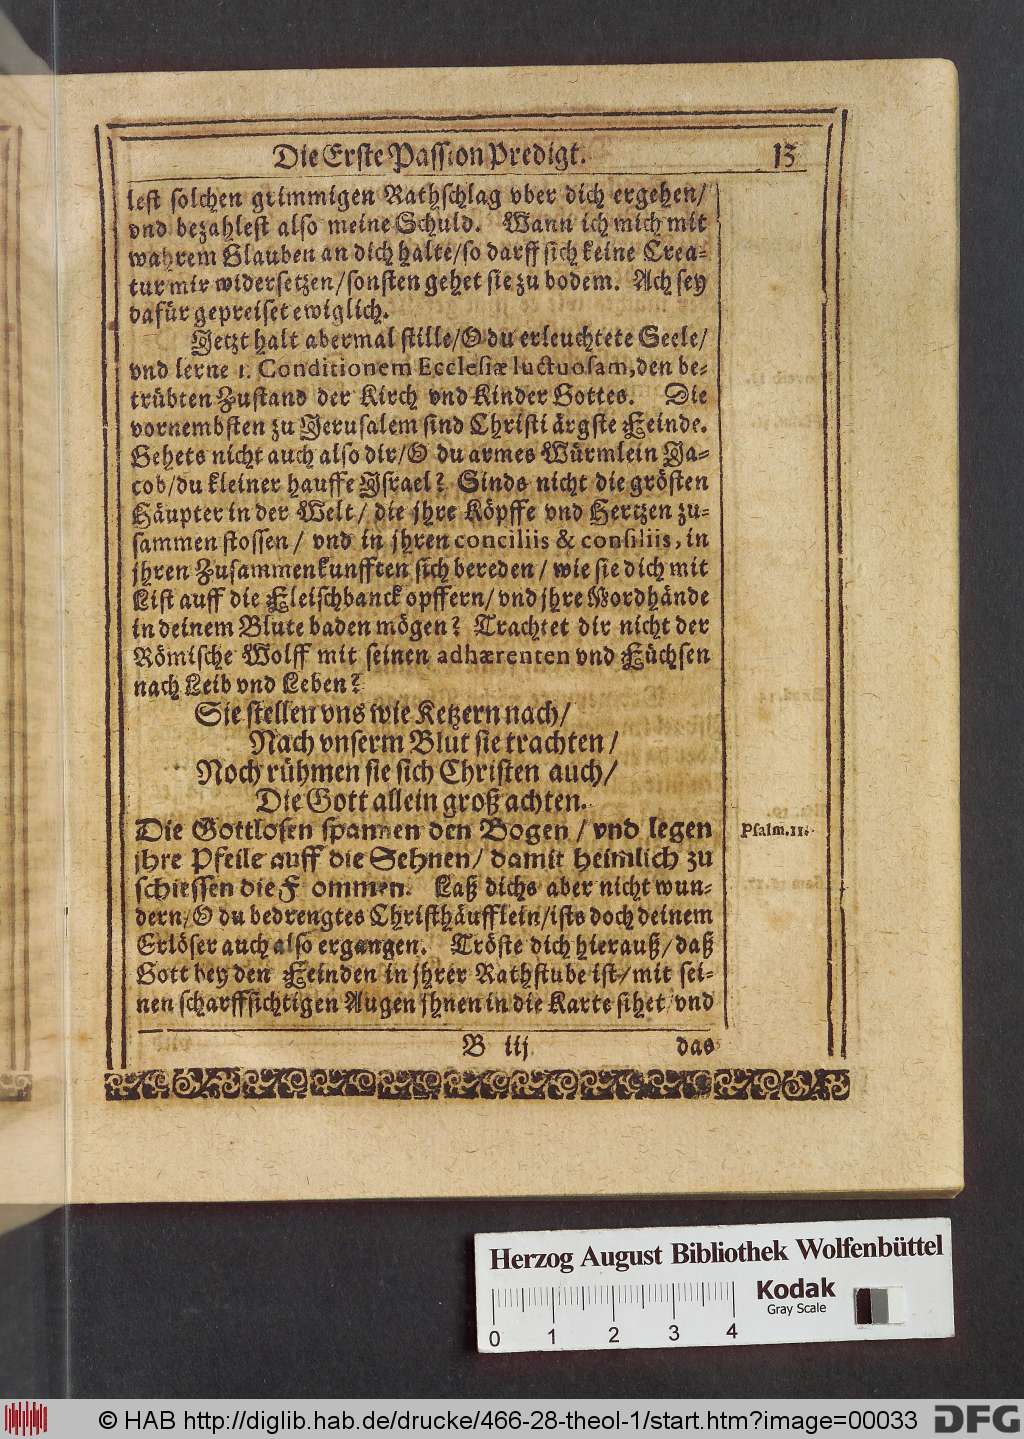 Die Erste Passion Predigt. 13
lest solchen grimmigen Rathschlag vber dich ergehen/
vnd bezahlest also meine Schuld. Wann ich mich mit
wahrem Glauben an dich halte/so darff sich keine Crea-
tur mir widersetzen/sonsten gehet sie zu bodem. Ach sey
dafür gepreiset ewiglich.
Jetzt halt abermal stille/O du erleuchtete Seele/
vnd lerne 1. Conditionem Ecclesiæ luctuosam, den be-
trübten Zustand der Kirch vnd Kinder Gottes. Die
vornembsten zu Jerusalem sind Christi ärgste Feinde.
Gehets nicht auch also dir/O du armes Würmlein Ja-
cob/du kleiner hauffe Jsrael? Sinds nicht die grösten
Häupter in der Welt/ die jhre Köpffe vnd Hertzen zu-
sammen stossen/ vnd in jhren conciliis & consiliis, in
jhren Zusammenkunfften sich bereden/ wie sie dich mit
List auff die Fleischbanck opffern/ vnd jhre Mordhände
in deinem Blute baden mögen? Trachtet dir nicht der
Römische Wolff mit seinen adhærenten vnd Füchsen
nach Leib vnd Leben?
Sie stellen vns wie Ketzern nach/
Nach vnserm Blut sie trachten/
Noch rühmen sie sich Christen auch/
Die Gott allein groß achten.
Die Gottlosen spannen den Bogen/ vnd legen
jhre Pfeile auff die Sehnen/ damit heimlich zu
schiessen die F ommen. Laß dichs aber nicht wun-
dern/O du bedrengtes Christhäufflein/ists doch deinem
Erlöser auch also ergangen. Tröste dich hierauß/daß
Gott bey den Feinden in jhrer Rathstube ist/mit sei-
nen scharffsichtigen Augen jhnen in die Karte sihet/vnd
Psalm.11.
B iij das
Herzog August Bibliothek Wolfenbüttel
Kodak
Gray Scale
0 1 2 3 4
© HAB http://diglib.hab.de/drucke/466-28-theol-1/start.htm?image=00033
DFG